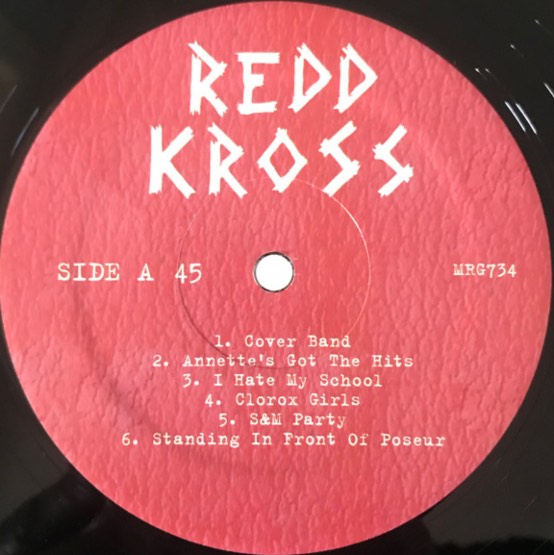 REDD
KROSS
SIDE A 45
MRG734
1. Cover Band
2. Annette's Got The Hits
3. I Hate My School
4. Clorox Girls
5. S&M Party
6. Standing In Front Of Poseur